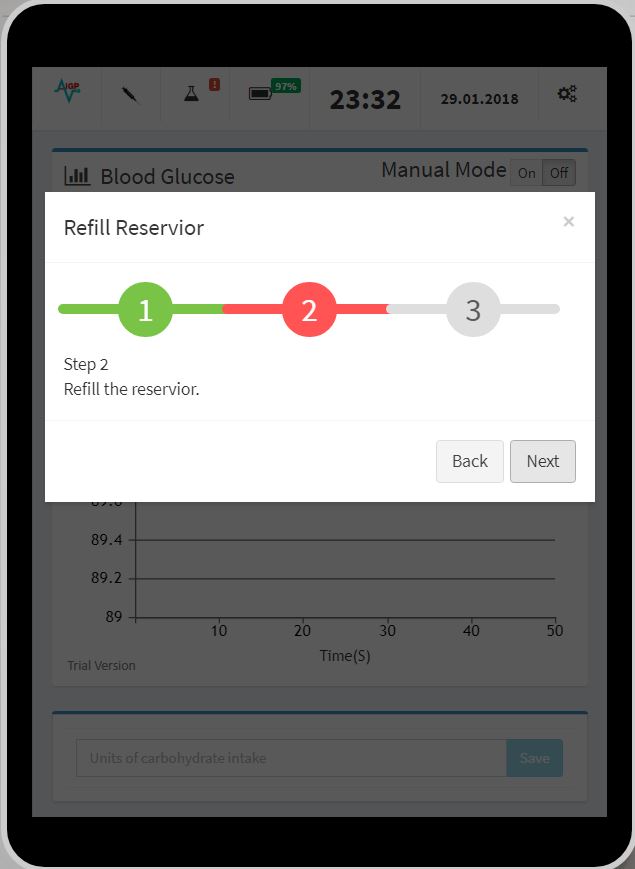 AIGP
!
97%
23:32
29.01.2018
Blood Glucose
Manual Mode On Off
Refill Reservior
×
1 2 3
Step 2
Refill the reservior.
Back Next
89.6
89.4
89.2
89
10 20 30 40 50
Time(S)
Trial Version
Units of carbohydrate intake Save